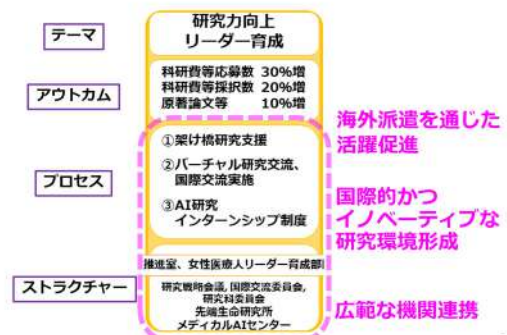 テーマ
研究力向上
リーダー育成
アウトカム
科研費等応募数 30%増
科研費等採択数 20%増
原著論文等 10%増
プロセス
①架け橋研究支援
②バーチャル研究交流、
国際交流実施
③AI研究
インターンシップ制度
ストラクチャー
推進室、女性医療人リーダー育成部
研究戦略会議, 国際交流委員会,
研究科委員会
先端生命研究所
メディカルAIセンター
海外派遣を通じた
活躍促進
国際的かつ
イノベーティブな
研究環境形成
広範な機関連携